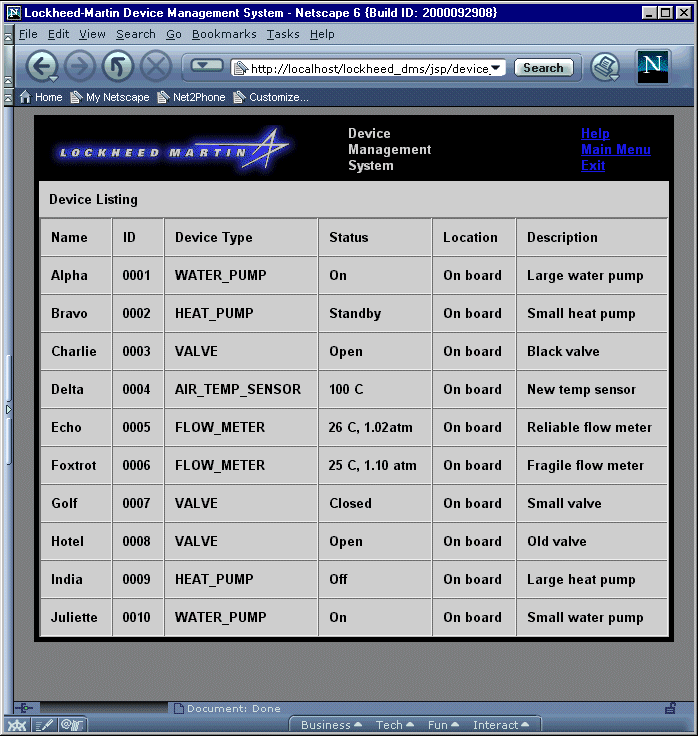 Lockheed-Martin Device Management System - Netscape 6 {Build ID: 2000092908}
File Edit View Search Go Bookmarks Tasks Help
http://localhost/lockheed_dms/jsp/device_ Search N
Home My Netscape Net2Phone Customize...
LOCKHEED MARTIN
Device
Management
System
Help
Main Menu
Exit
Device Listing
Name ID Device Type Status Location Description
Alpha 0001 WATER_PUMP On On board Large water pump
Bravo 0002 HEAT_PUMP Standby On board Small heat pump
Charlie 0003 VALVE Open On board Black valve
Delta 0004 AIR_TEMP_SENSOR 100 C On board New temp sensor
Echo 0005 FLOW_METER 26 C, 1.02atm On board Reliable flow meter
Foxtrot 0006 FLOW_METER 25 C, 1.10 atm On board Fragile flow meter
Golf 0007 VALVE Closed On board Small valve
Hotel 0008 VALVE Open On board Old valve
India 0009 HEAT_PUMP Off On board Large heat pump
Juliette 0010 WATER_PUMP On On board Small water pump
Document: Done
Business Tech Fun Interact